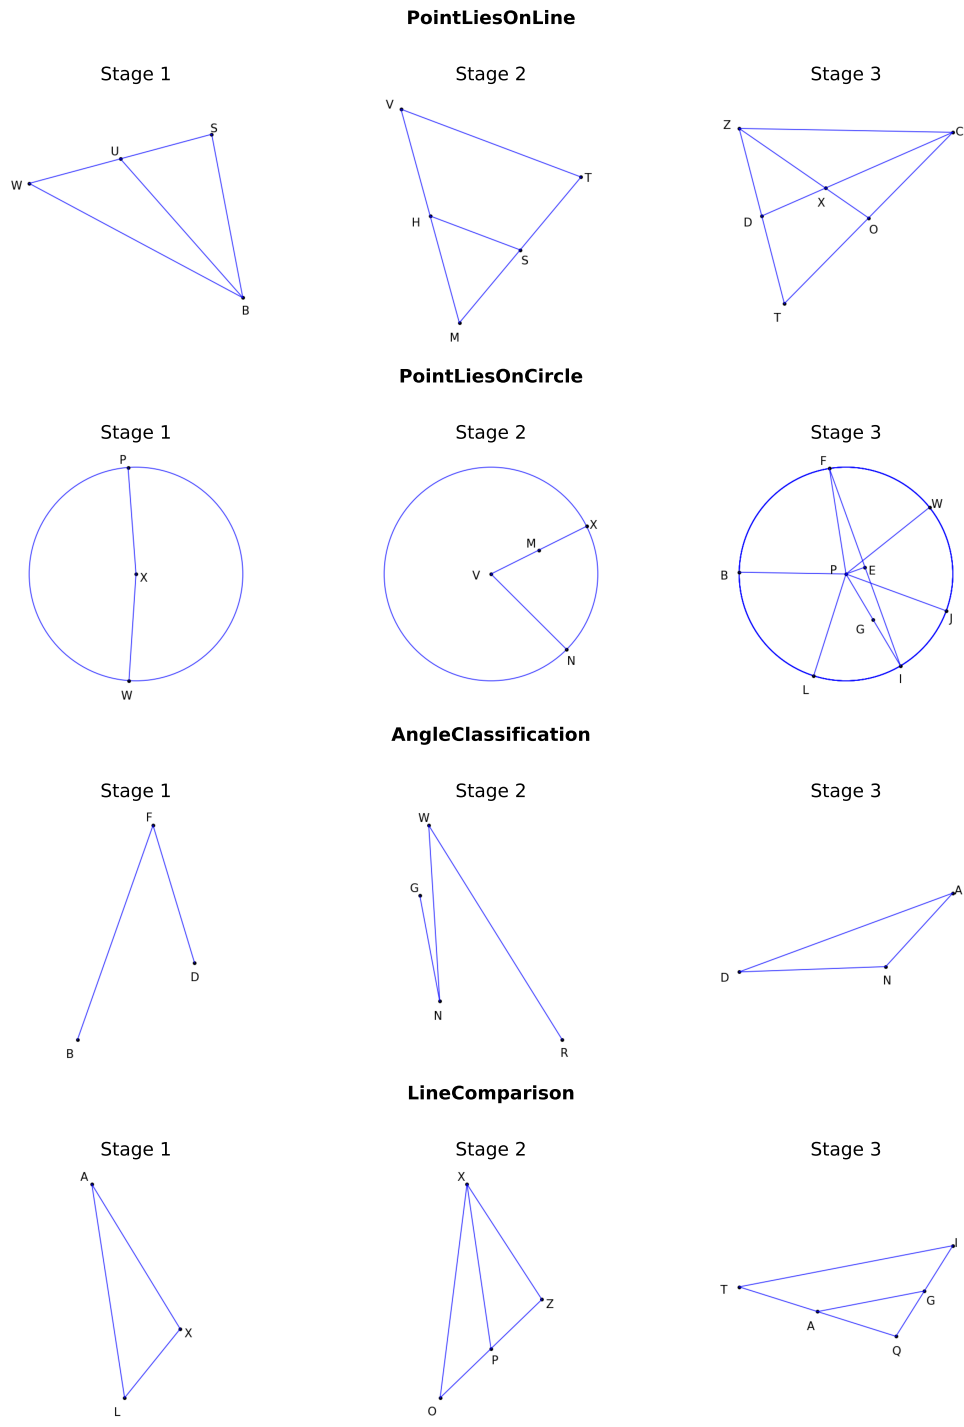 PointLiesOnLine
Stage 1
Stage 2
Stage 3
W
U
S
B
V
T
H
S
M
Z
C
X
D
O
T
PointLiesOnCircle
Stage 1
Stage 2
Stage 3
P
X
W
X
M
V
N
F
W
B
P
E
G
J
I
L
AngleClassification
Stage 1
Stage 2
Stage 3
F
D
B
W
G
N
R
A
D
N
LineComparison
Stage 1
Stage 2
Stage 3
A
X
L
X
Z
P
O
I
T
G
A
Q